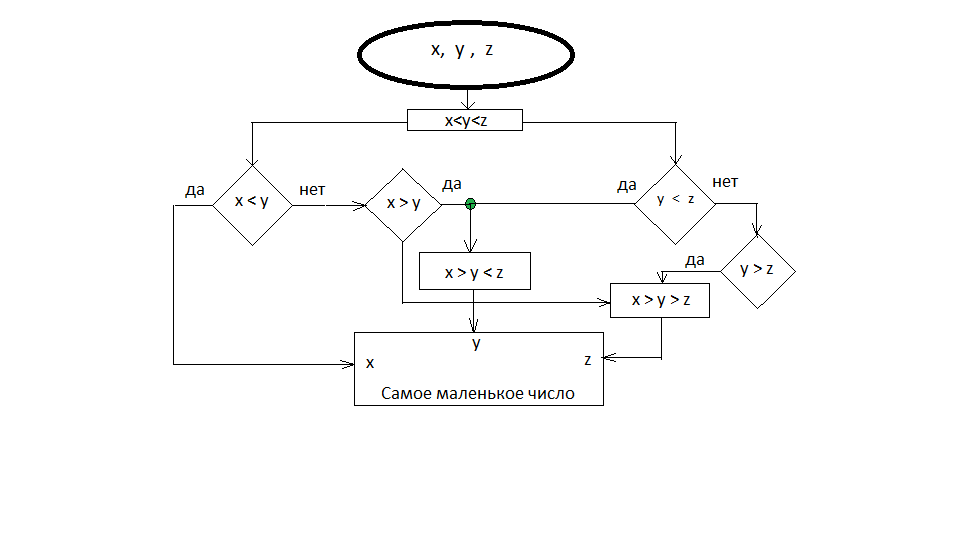 x, y , z
x<y<z
да
x < y
нет
x > y
да
да
y < z
нет
x > y < z
да
y > z
x > y > z
y
x
z
Самое маленькое число